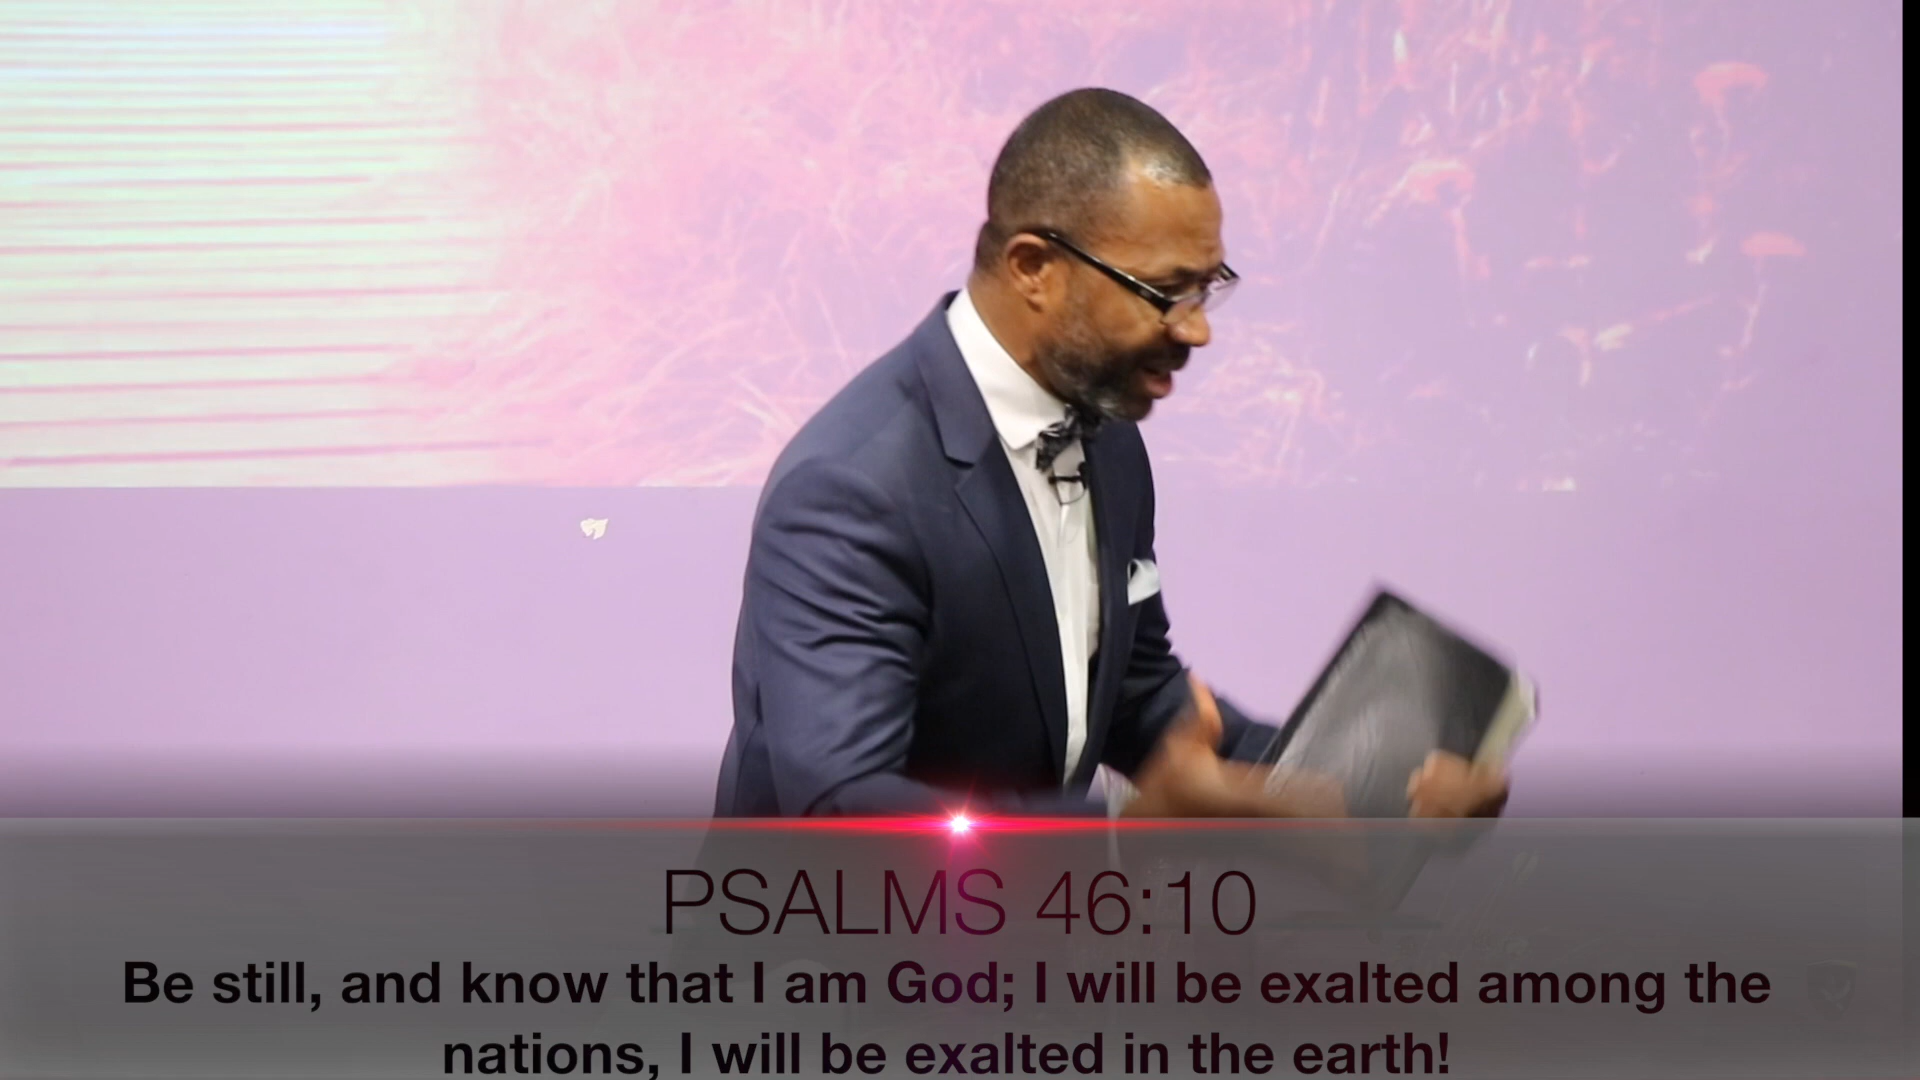 PSALMS 46:10
Be still, and know that I am God; I will be exalted among the
nations, I will be exalted in the earth!